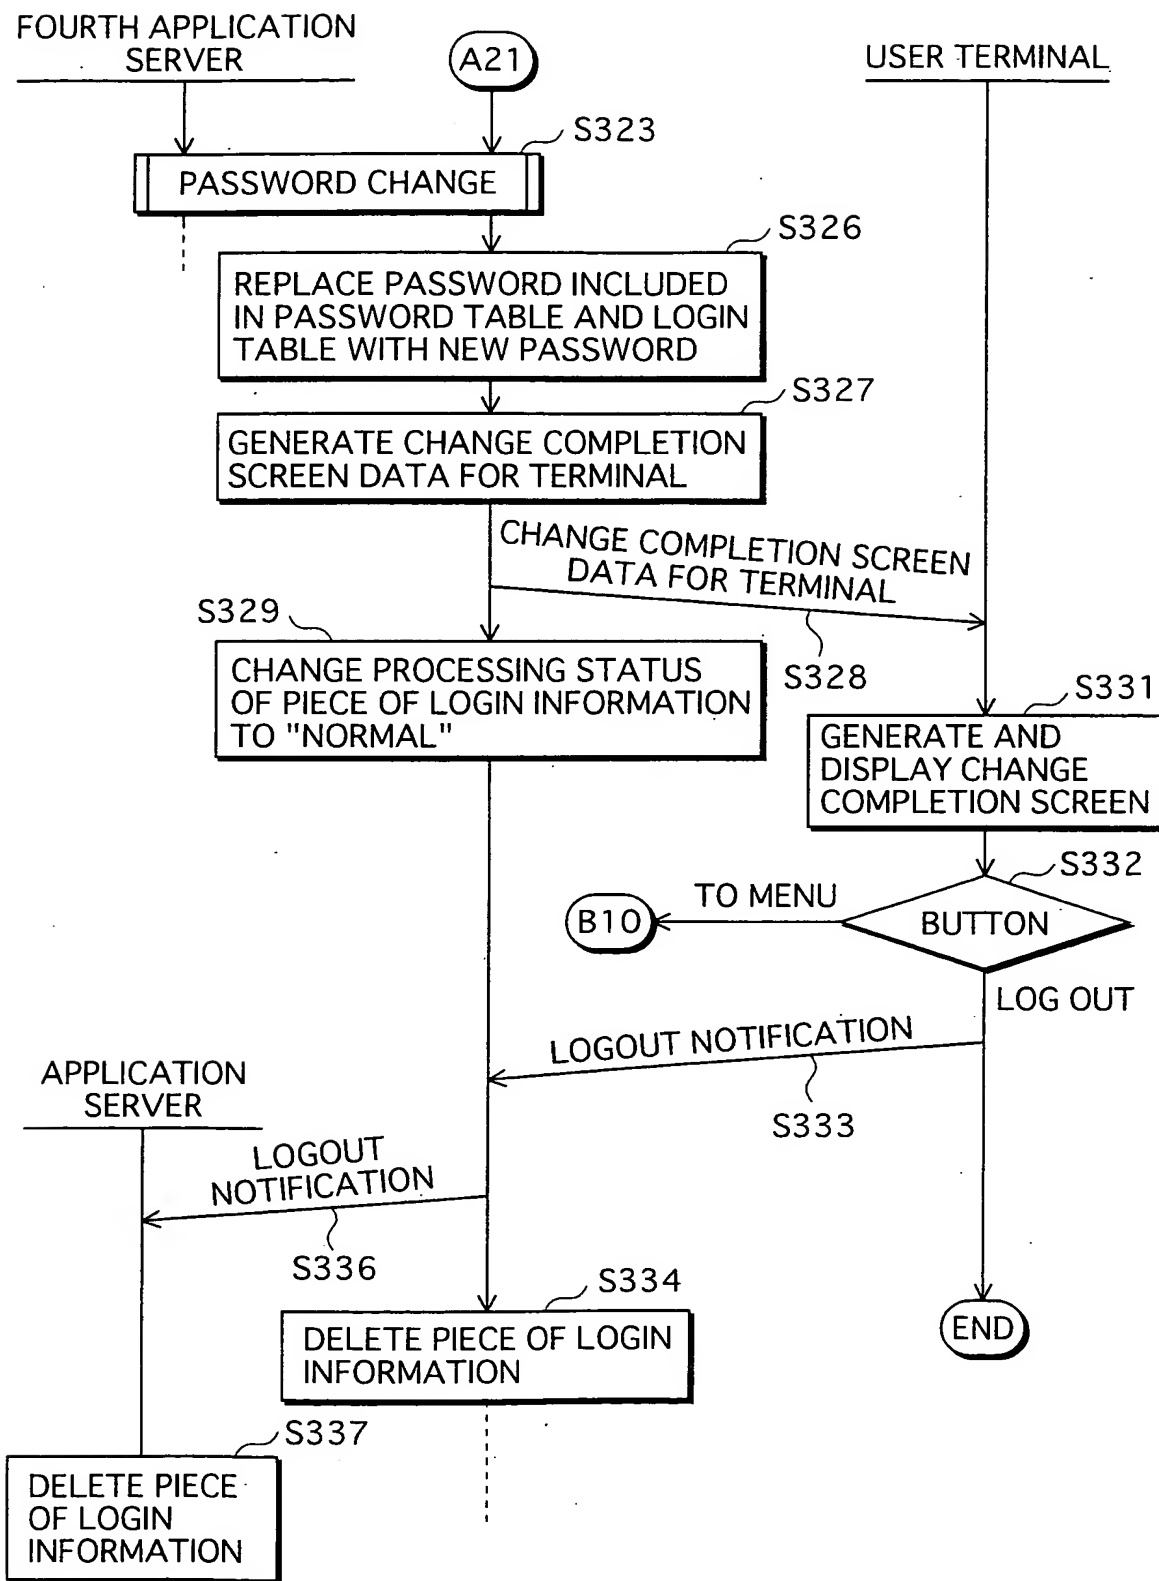 FOURTH APPLICATION
SERVER
A21
USER TERMINAL
S323
PASSWORD CHANGE
S326
REPLACE PASSWORD INCLUDED
IN PASSWORD TABLE AND LOGIN
TABLE WITH NEW PASSWORD
S327
GENERATE CHANGE COMPLETION
SCREEN DATA FOR TERMINAL
CHANGE COMPLETION SCREEN
DATA FOR TERMINAL
S329
S328
CHANGE PROCESSING STATUS
OF PIECE OF LOGIN INFORMATION
TO "NORMAL"
S331
GENERATE AND
DISPLAY CHANGE
COMPLETION SCREEN
S332
TO MENU
B10
BUTTON
LOG OUT
LOGOUT NOTIFICATION
S333
APPLICATION
SERVER
LOGOUT
NOTIFICATION
S336
S334
DELETE PIECE OF LOGIN
INFORMATION
END
S337
DELETE PIECE
OF LOGIN
INFORMATION